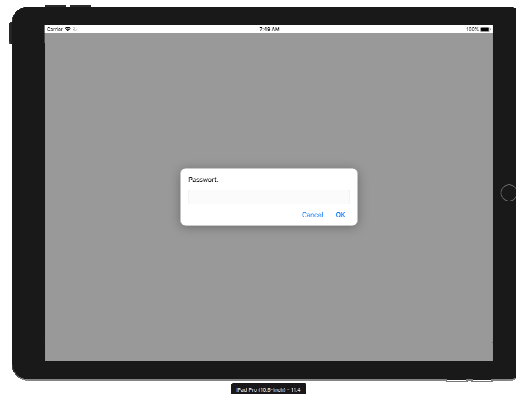 Carrier 7:49 AM 100%
Passwort.
Cancel OK
iPad Pro (10.5-inch) - 11.4